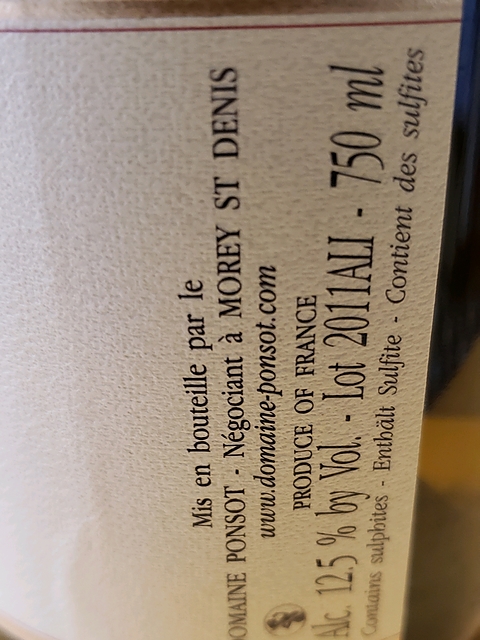 Mis en bouteille par le
DOMAINE PONSOT - Négociant à MOREY ST DENIS
www.domaine-ponsot.com
PRODUCE OF FRANCE
Alc. 12.5 % by Vol. - Lot 2011ALI - 750 ml
Contains sulphites - Enthält Sulfite - Contient des sulfites